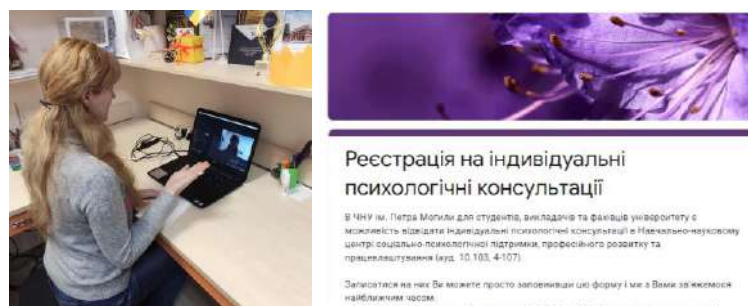 Реєстрація на індивідуальні
психологічні консультації
В ЧНУ ім. Петра Могили для студентів, викладачів та фахівців університету є
можливість відвідати індивідуальні психологічні консультації в Навчально-науковому
центрі соціально-психологічної підтримки, професійного розвитку та
працевлаштування (ауд. 10.103, 4-107).
Записатися на них Ви можете просто заповнивши цю форму і ми з Вами зв'яжемося
найближчим часом.